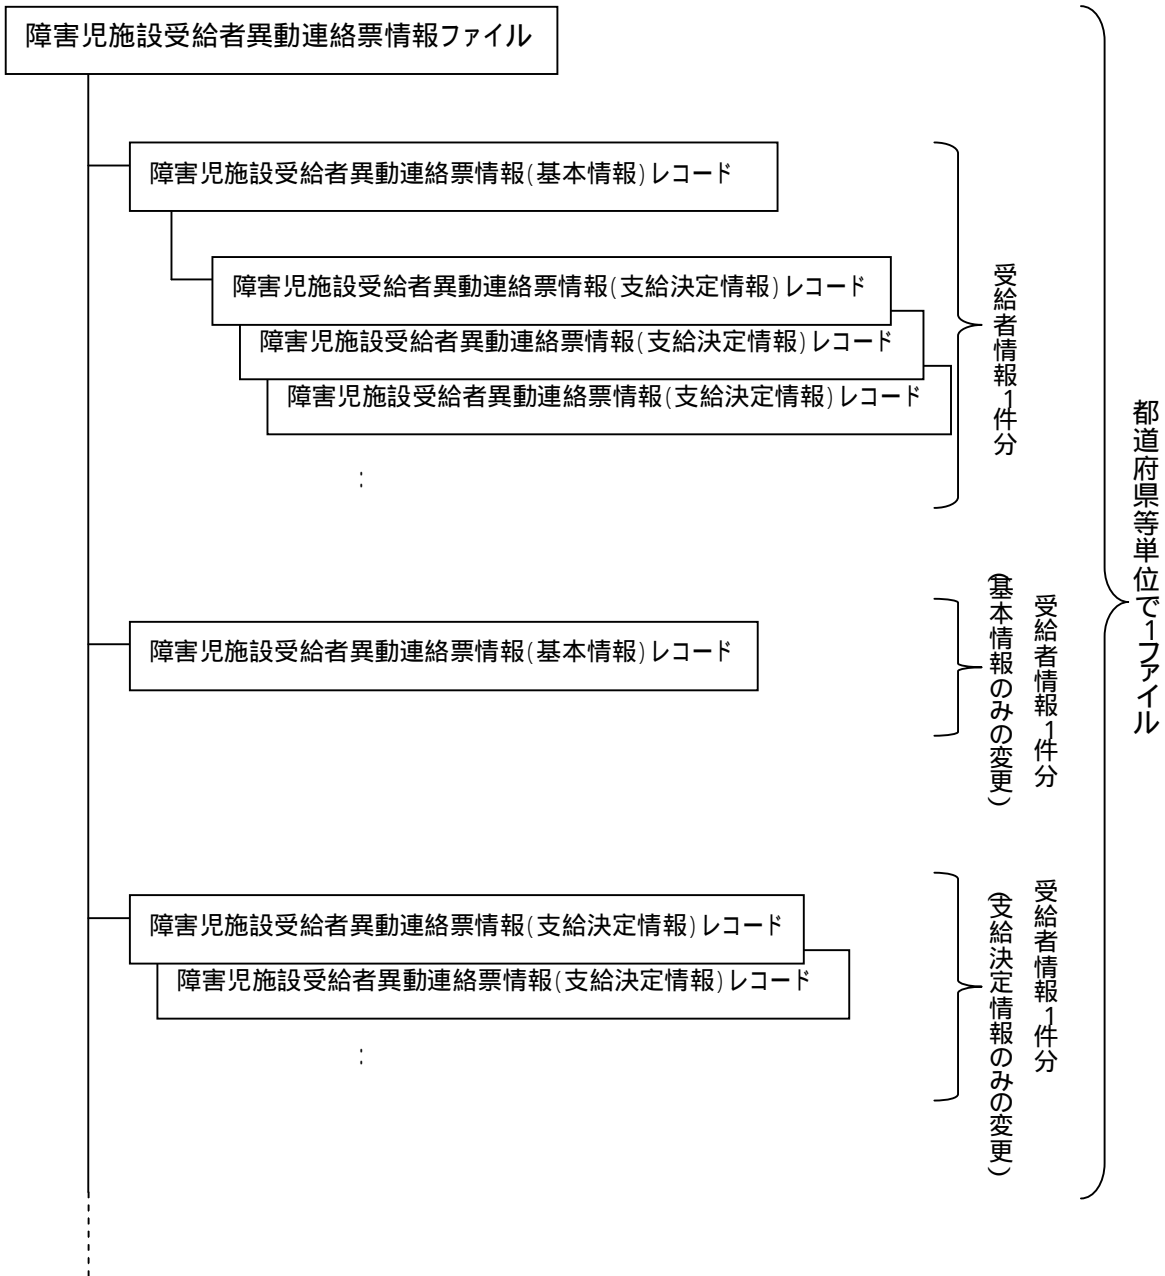 障害児施設受給者異動連絡票情報ファイル
障害児施設受給者異動連絡票情報(基本情報)レコード
障害児施設受給者異動連絡票情報(支給決定情報)レコード
障害児施設受給者異動連絡票情報(支給決定情報)レコード
障害児施設受給者異動連絡票情報(支給決定情報)レコード
:
受給者情報1件分
障害児施設受給者異動連絡票情報(基本情報)レコード
受給者情報1件分
(基本情報のみの変更)
障害児施設受給者異動連絡票情報(支給決定情報)レコード
障害児施設受給者異動連絡票情報(支給決定情報)レコード
:
受給者情報1件分
(支給決定情報のみの変更)
都道府県等単位で1ファイル